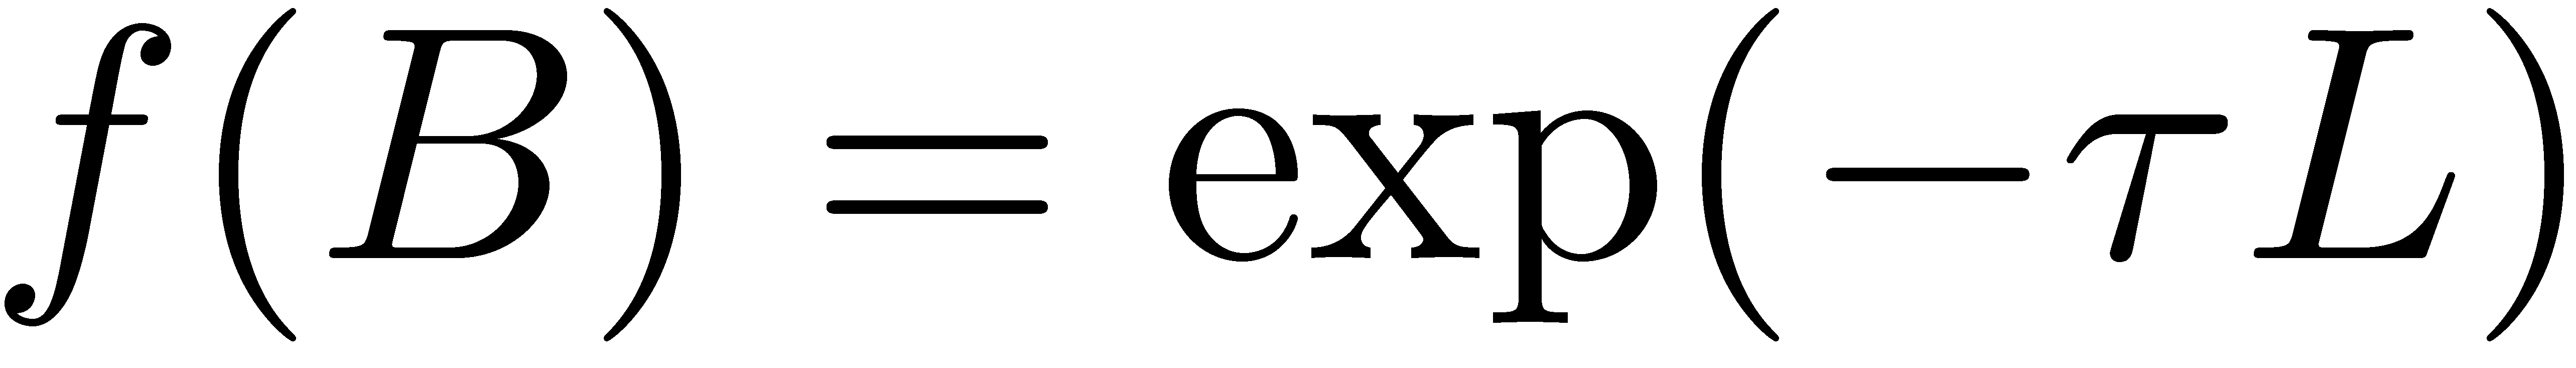 f(B) = exp(−τL)